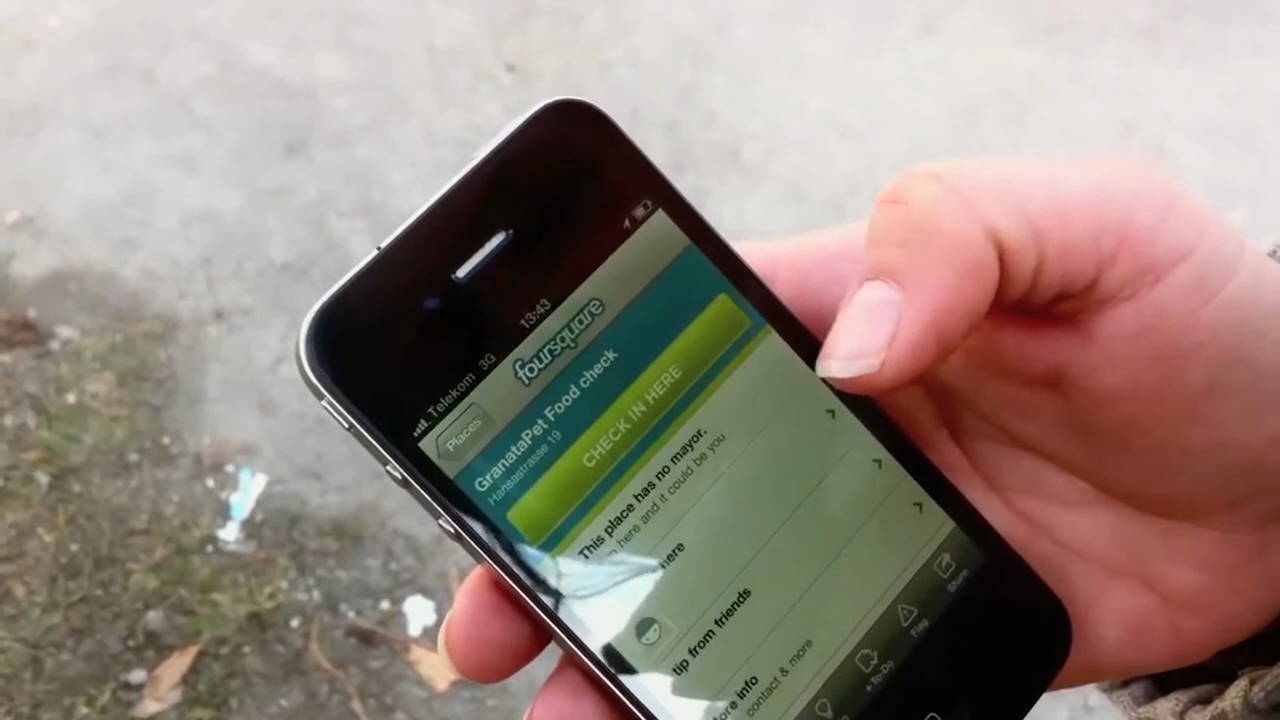 Telekom 3G
13:43
foursquare
Places
GranataPet Food check
Hansastrasse 19
CHECK IN HERE
This place has no mayor.
here and it could be you
here
tip from friends
info
contact & more
+To-Do
Flag
Share